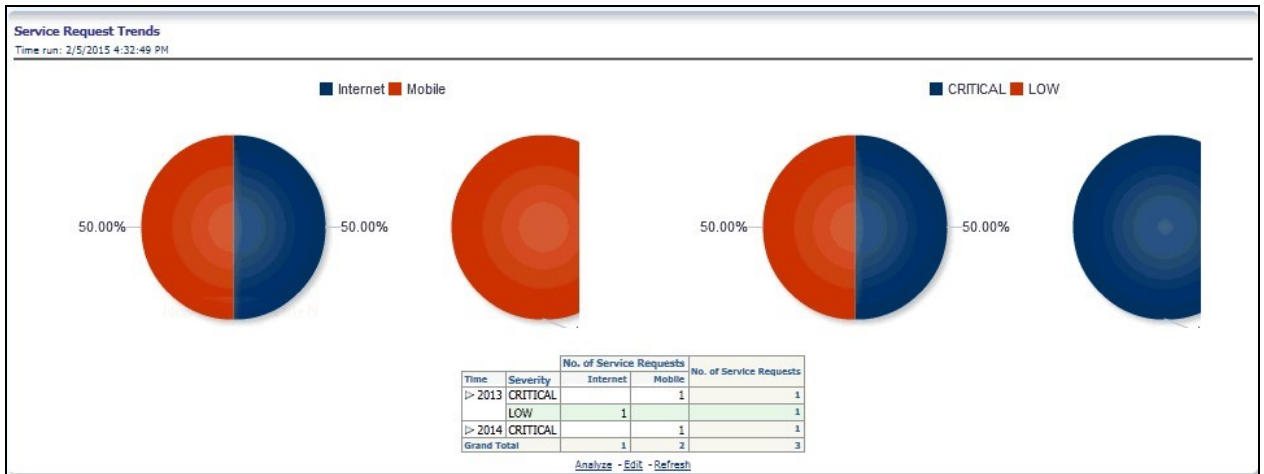 Service Request Trends
Time run: 2/5/2015 4:32:49 PM
Internet Mobile
CRITICAL LOW
50.00% 50.00%
50.00% 50.00%
No. of Service Requests No. of Service Requests
Time Severity Internet Mobile
2013 CRITICAL 1 1
LOW 1 1
2014 CRITICAL 1 1
Grand Total 1 2 3
Analyze - Edit - Refresh